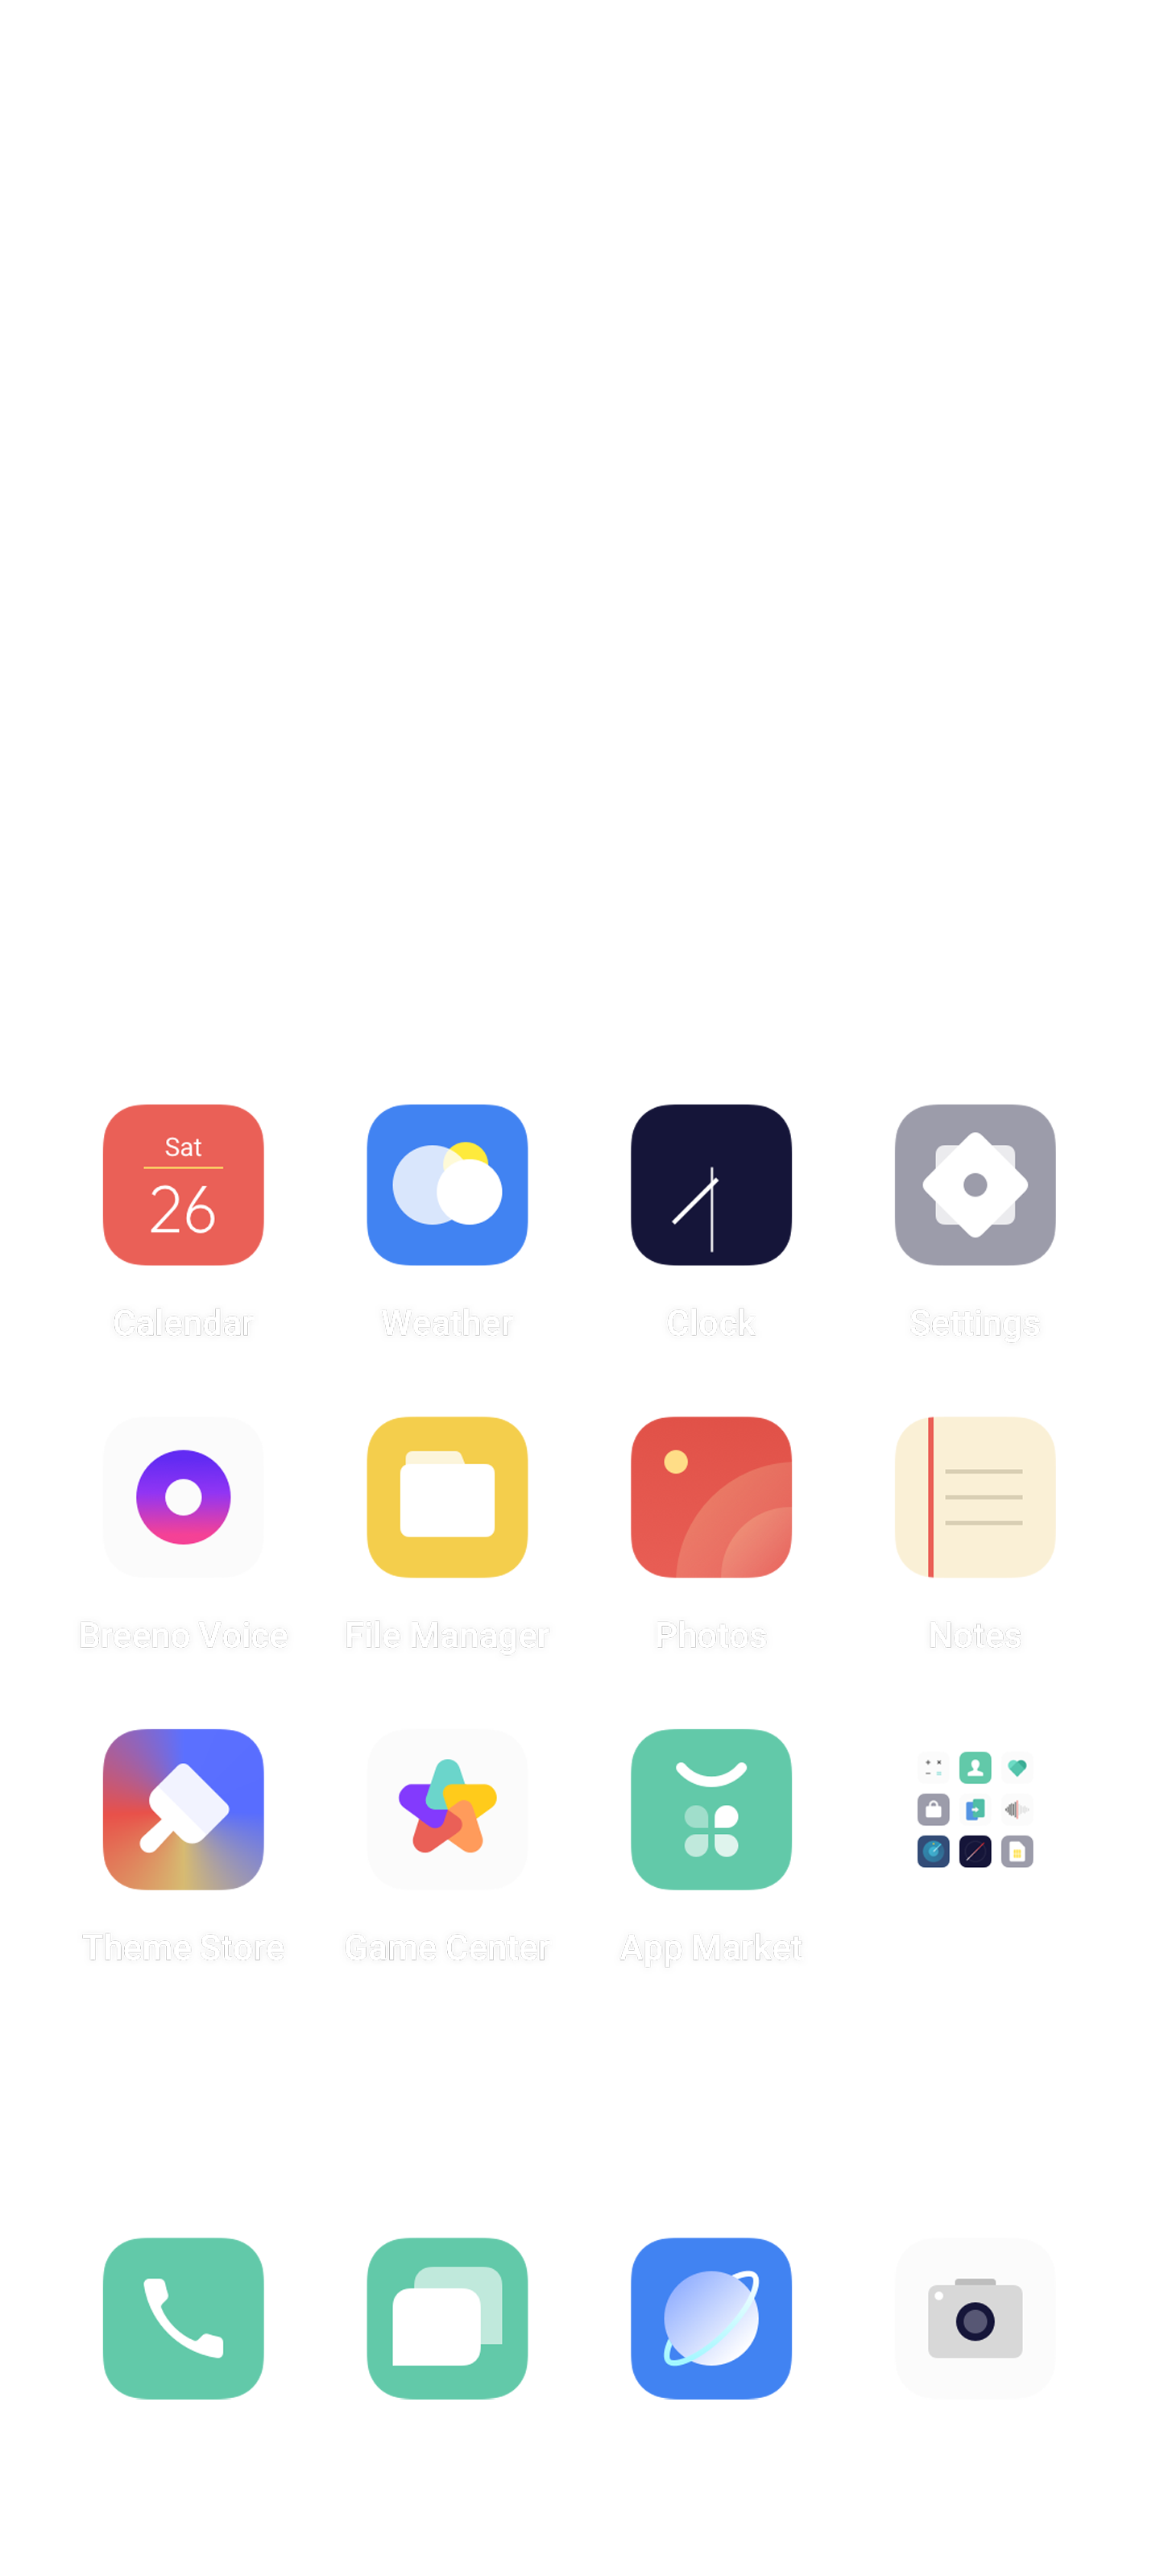 Sat
26
Calendar
Weather
Clock
Settings
Breeno Voice
File Manager
Photos
Notes
Theme Store
Game Center
App Market